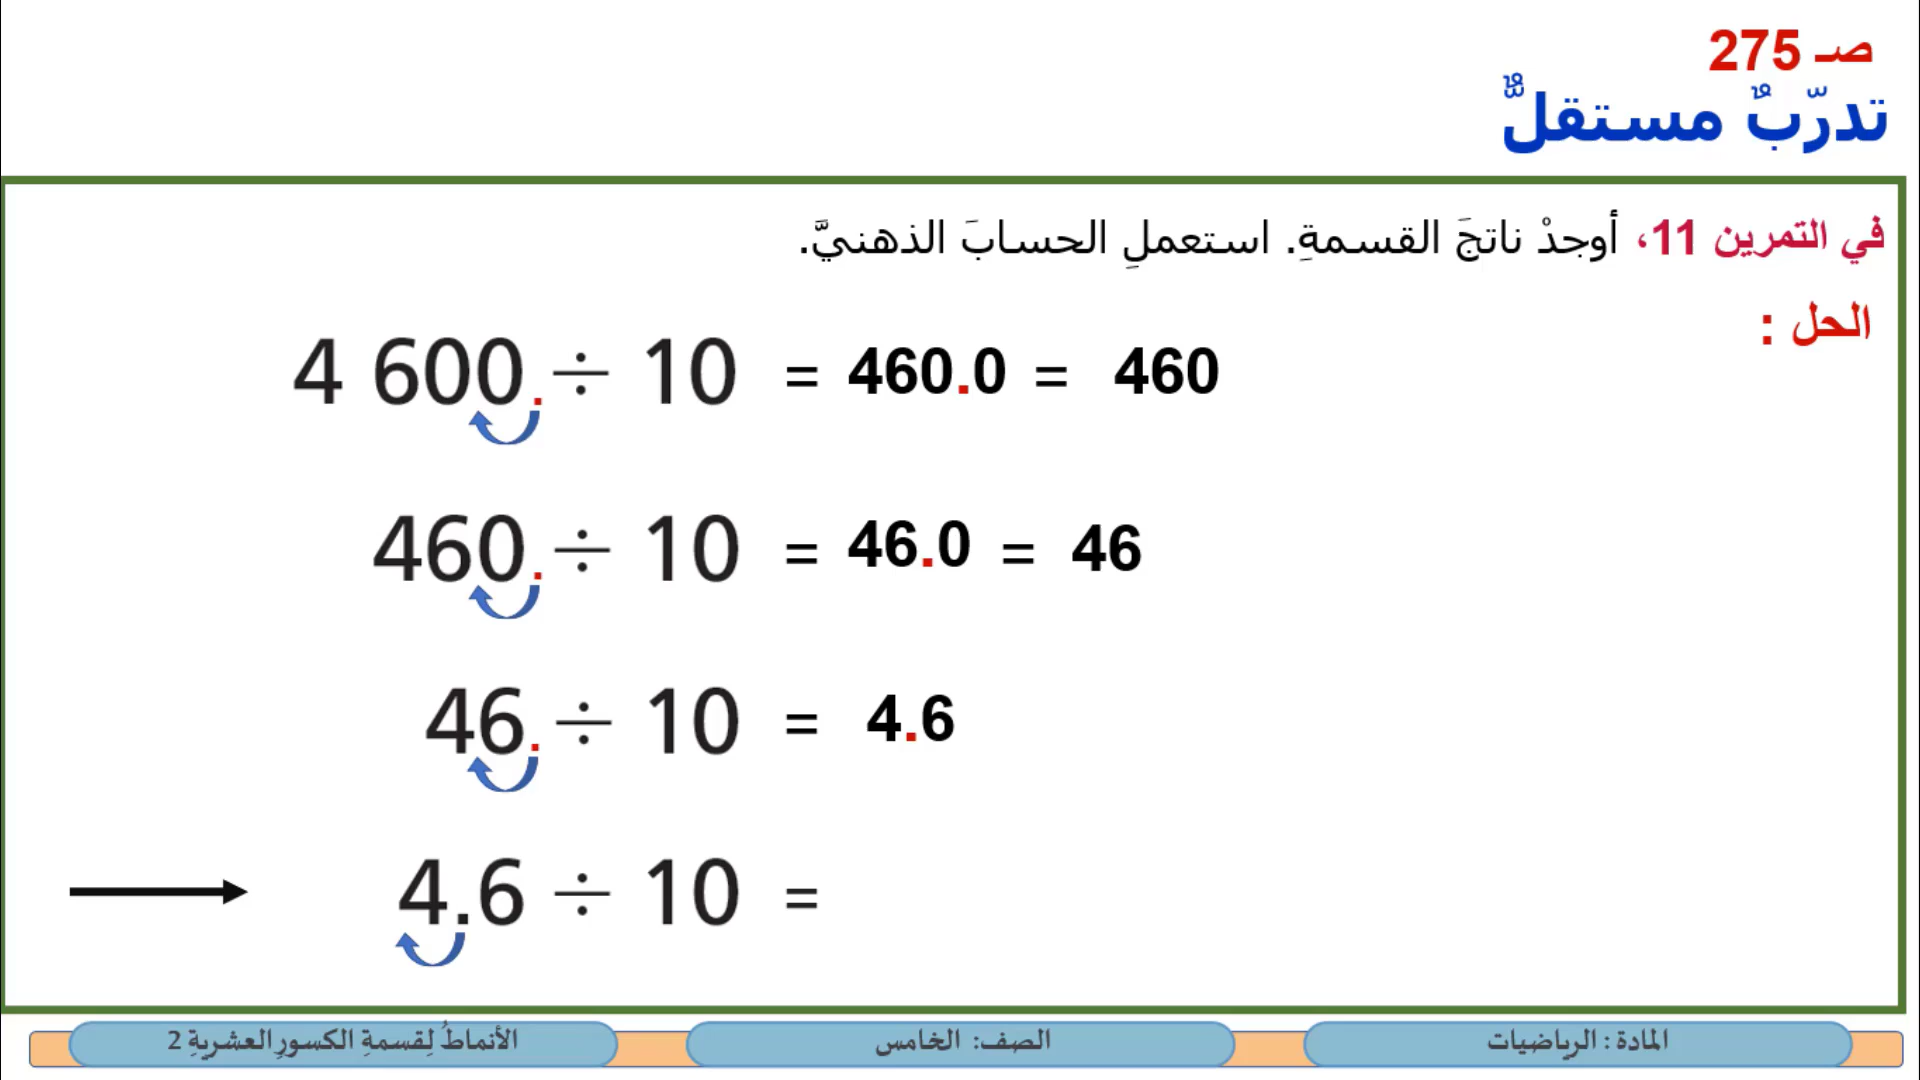 صـ 275
تدرّبٌ مستقلٌّ
في التمرين 11، أوجدْ ناتجَ القسمةِ. استعملِ الحسابَ الذهنيَّ.
الحل :
4 600. ÷ 10 = 460.0 = 460
460. ÷ 10 = 46.0 = 46
46. ÷ 10 = 4.6
4.6 ÷ 10 =
المادة : الرياضيات
الصف: الخامس
الأنماطُ لِقسمةِ الكسورِ العشريةِ 2